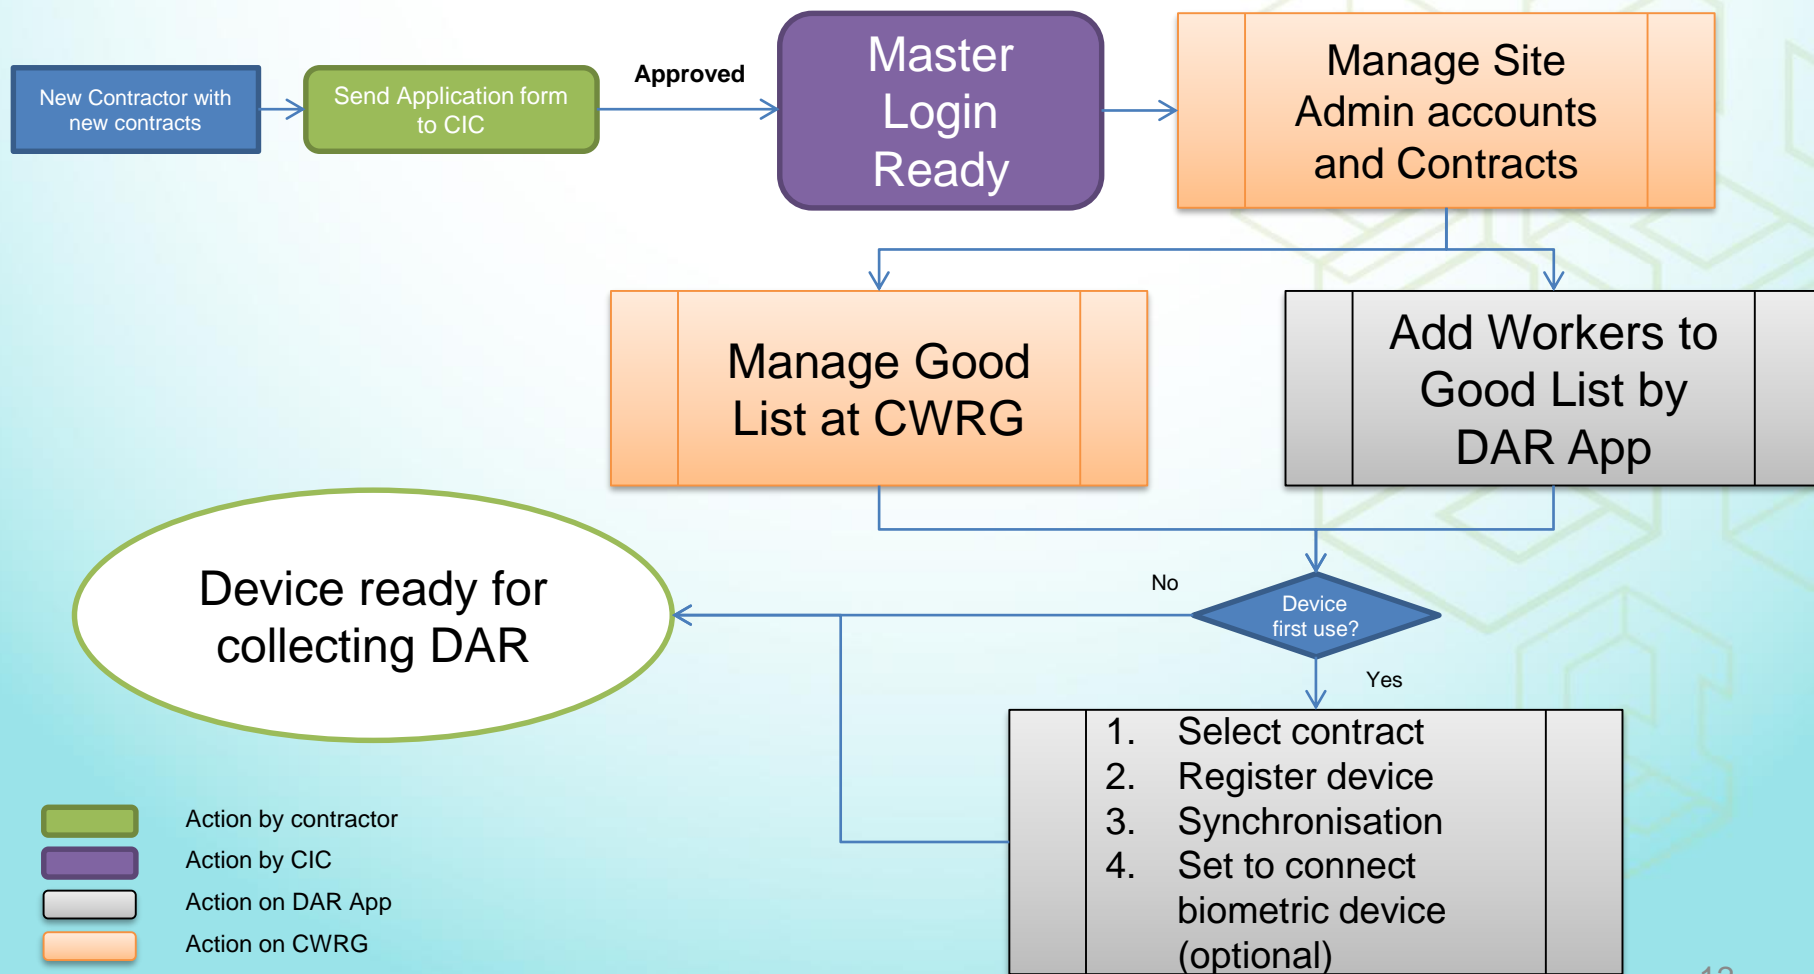 New Contractor with
new contracts
Send Application form
to CIC
Approved
Master
Login
Ready
Manage Site
Admin accounts
and Contracts
Manage Good
List at CWRG
Add Workers to
Good List by
DAR App
Device ready for
collecting DAR
No
Device
first use?
Yes
1. Select contract
2. Register device
3. Synchronisation
4. Set to connect
biometric device
(optional)
Action by contractor
Action by CIC
Action on DAR App
Action on CWRG